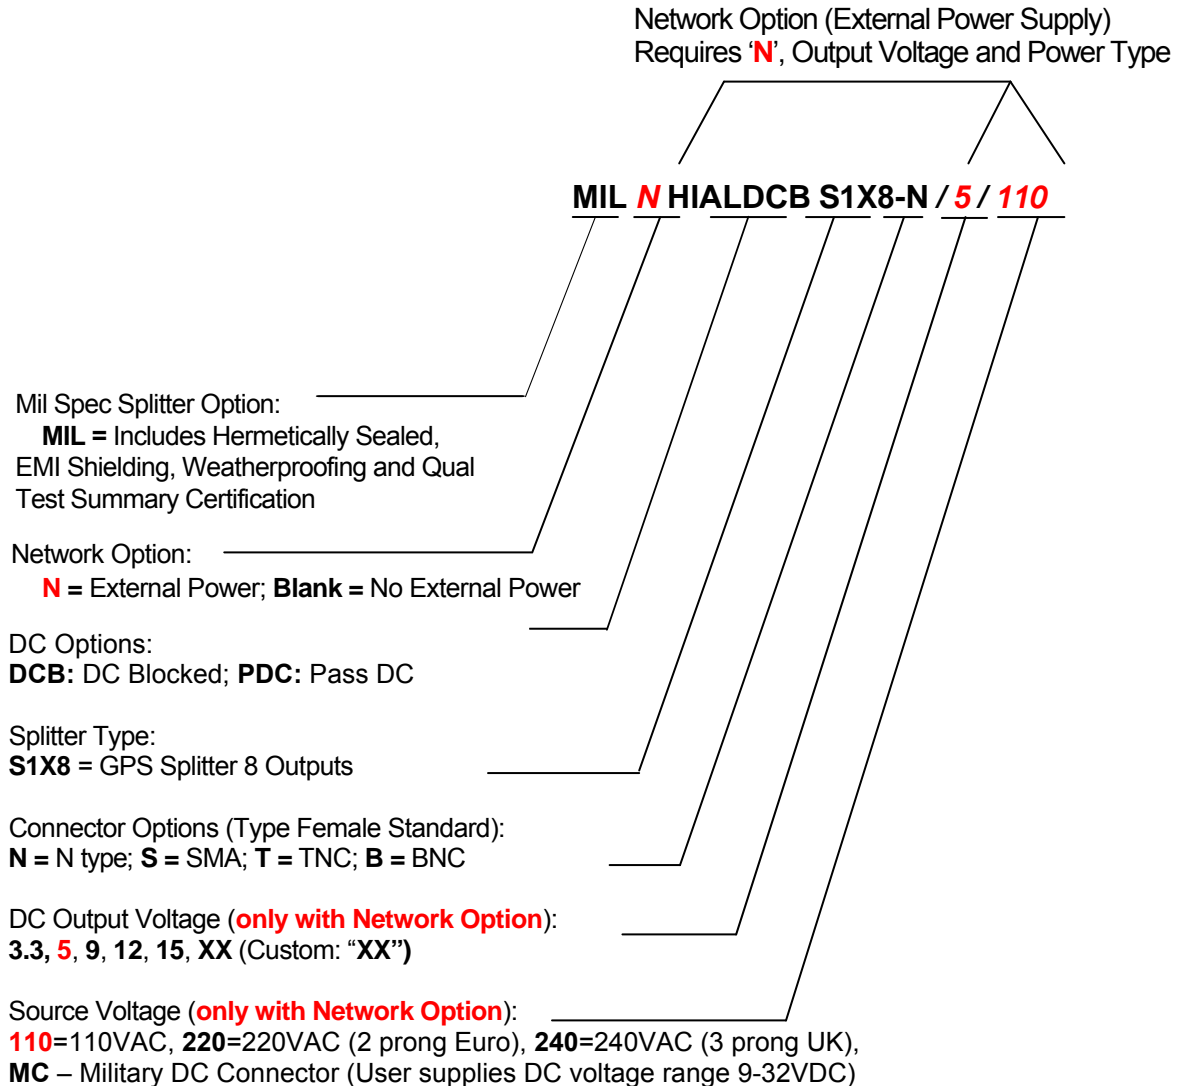 Network Option (External Power Supply)
Requires ‘N’, Output Voltage and Power Type
MIL N HIALDCB S1X8-N / 5 / 110
Mil Spec Splitter Option:
MIL = Includes Hermetically Sealed,
EMI Shielding, Weatherproofing and Qual
Test Summary Certification
Network Option:
N = External Power; Blank = No External Power
DC Options:
DCB: DC Blocked; PDC: Pass DC
Splitter Type:
S1X8 = GPS Splitter 8 Outputs
Connector Options (Type Female Standard):
N = N type; S = SMA; T = TNC; B = BNC
DC Output Voltage (only with Network Option):
3.3, 5, 9, 12, 15, XX (Custom: “XX”)
Source Voltage (only with Network Option):
110=110VAC, 220=220VAC (2 prong Euro), 240=240VAC (3 prong UK),
MC – Military DC Connector (User supplies DC voltage range 9-32VDC)